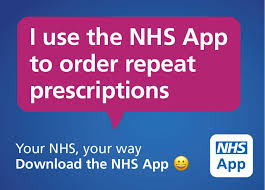 I use the NHS App
to order repeat
prescriptions
Your NHS, your way
Download the NHS App 😀
NHS
App